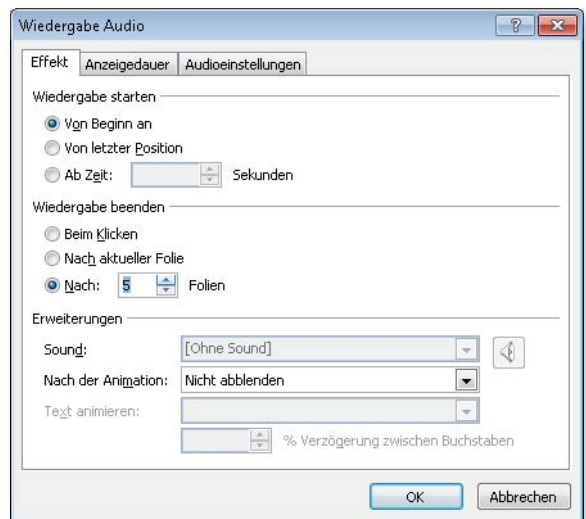 Wiedergabe Audio
Effekt Anzeigedauer Audioeinstellungen
Wiedergabe starten
Von Beginn an
Von letzter Position
Ab Zeit: Sekunden
Wiedergabe beenden
Beim Klicken
Nach aktueller Folie
Nach: 5 Folien
Erweiterungen
Sound: [Ohne Sound]
Nach der Animation: Nicht abblenden
Text animieren:
% Verzögerung zwischen Buchstaben
OK Abbrechen